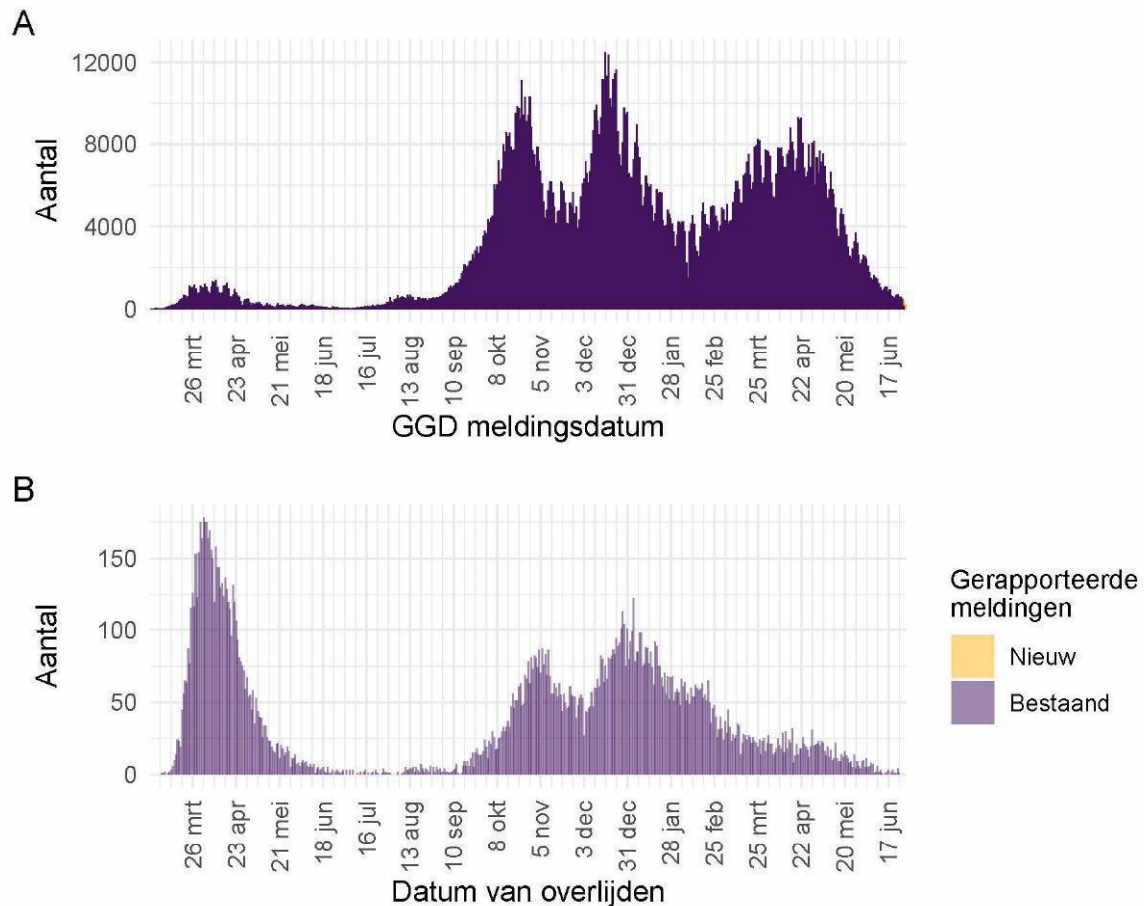 A
12000
8000
4000
0
Aantal
26 mrt
23 apr
21 mei
18 jun
16 jul
13 aug
10 sep
8 okt
5 nov
3 dec
31 dec
28 jan
25 feb
25 mrt
22 apr
20 mei
17 jun
GGD meldingsdatum
B
150
100
50
0
Aantal
26 mrt
23 apr
21 mei
18 jun
16 jul
13 aug
10 sep
8 okt
5 nov
3 dec
31 dec
28 jan
25 feb
25 mrt
22 apr
20 mei
17 jun
Datum van overlijden
Gerapporteerde
meldingen
Nieuw
Bestaand